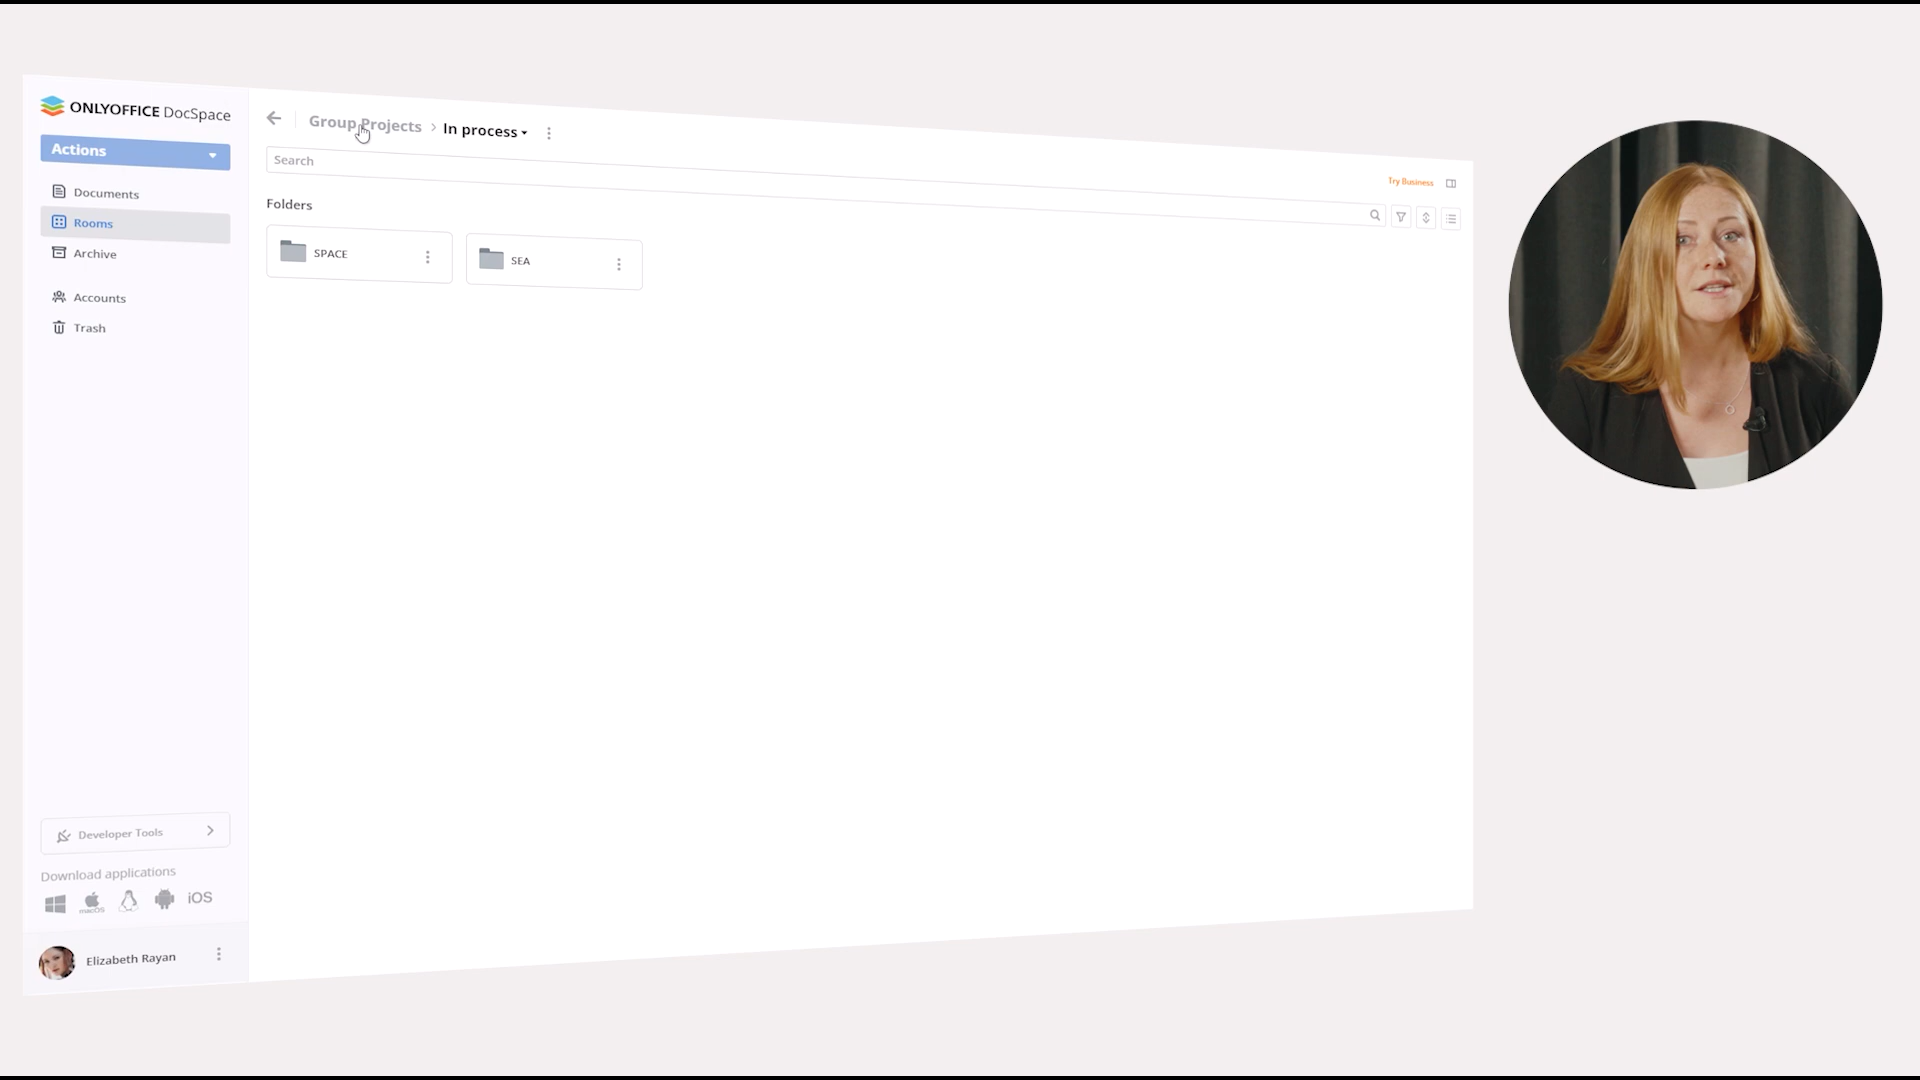 ONLYOFFICE DocSpace
Actions
Documents
Rooms
Archive
Accounts
Trash
Developer Tools
Download applications
macOS
iOS
Elizabeth Rayan
Group Projects > In process
Search
Try Business
Folders
SPACE
SEA